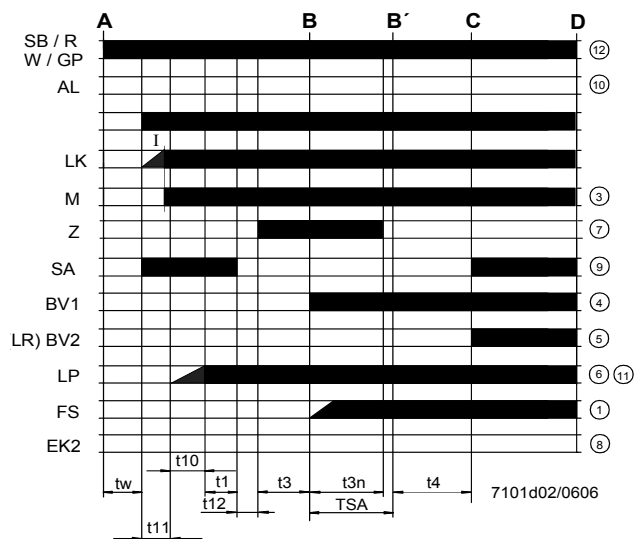 A B B´ C D
SB / R
W / GP ⑫
AL ⑩
I
LK
M ③
Z ⑦
SA ⑨
BV1 ④
LR) BV2 ⑤
LP ⑥ ⑪
FS ①
EK2 ⑧
t10
tw t1 t3 t3n t4 7101d02/0606
t12 TSA
t11